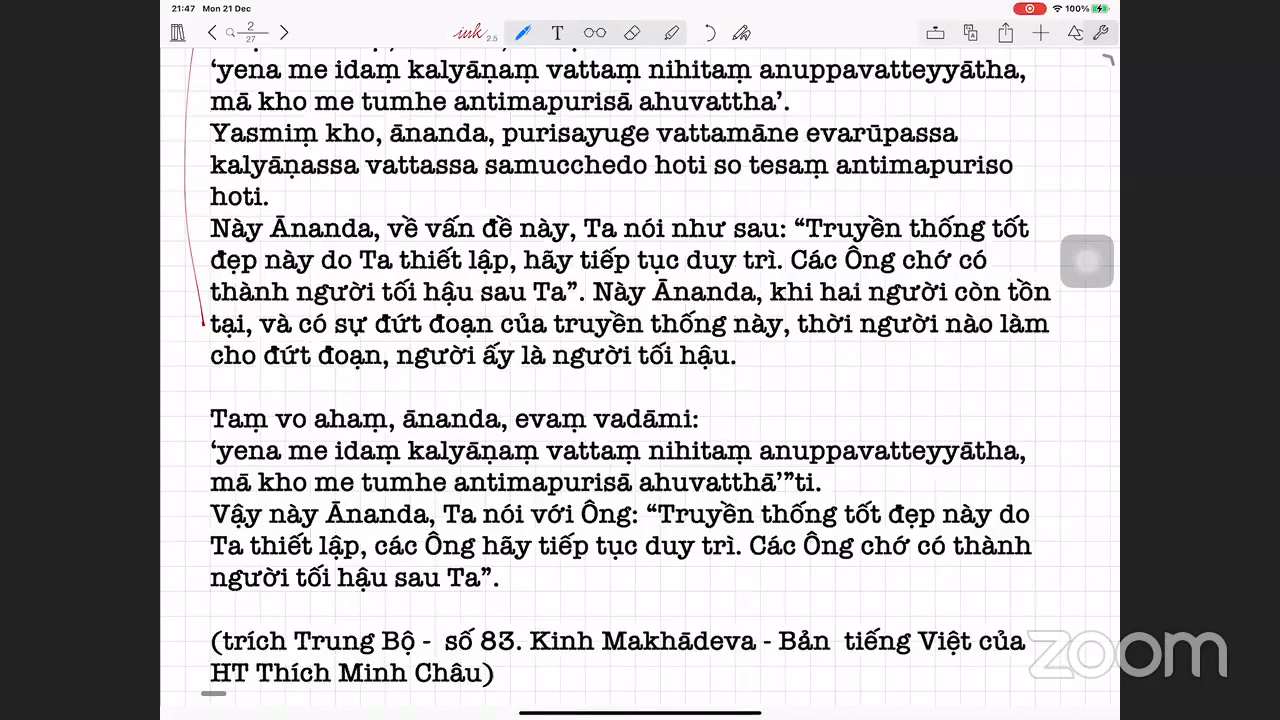 21:47 Mon 21 Dec
100%
2
27
ink 2.5
T
‘yena me idaṃ kalyāṇaṃ vattaṃ nihitaṃ anuppavatteyyātha,
mā kho me tumhe antimapurisā ahuvattha’.
Yasmiṃ kho, ānanda, purisayuge vattamāne evarūpassa
kalyāṇassa vattassa samucchedo hoti so tesaṃ antimapuriso
hoti.
Này Ānanda, về vấn đề này, Ta nói như sau: “Truyền thống tốt
đẹp này do Ta thiết lập, hãy tiếp tục duy trì. Các Ông chớ có
thành người tối hậu sau Ta”. Này Ānanda, khi hai người còn tồn
tại, và có sự đứt đoạn của truyền thống này, thời người nào làm
cho đứt đoạn, người ấy là người tối hậu.
Taṃ vo ahaṃ, ānanda, evaṃ vadāmi:
‘yena me idaṃ kalyāṇaṃ vattaṃ nihitaṃ anuppavatteyyātha,
mā kho me tumhe antimapurisā ahuvatthā’”ti.
Vậy này Ānanda, Ta nói với Ông: “Truyền thống tốt đẹp này do
Ta thiết lập, các Ông hãy tiếp tục duy trì. Các Ông chớ có thành
người tối hậu sau Ta”.
(trích Trung Bộ -  số 83. Kinh Makhādeva - Bản  tiếng Việt của
HT Thích Minh Châu)
zoom